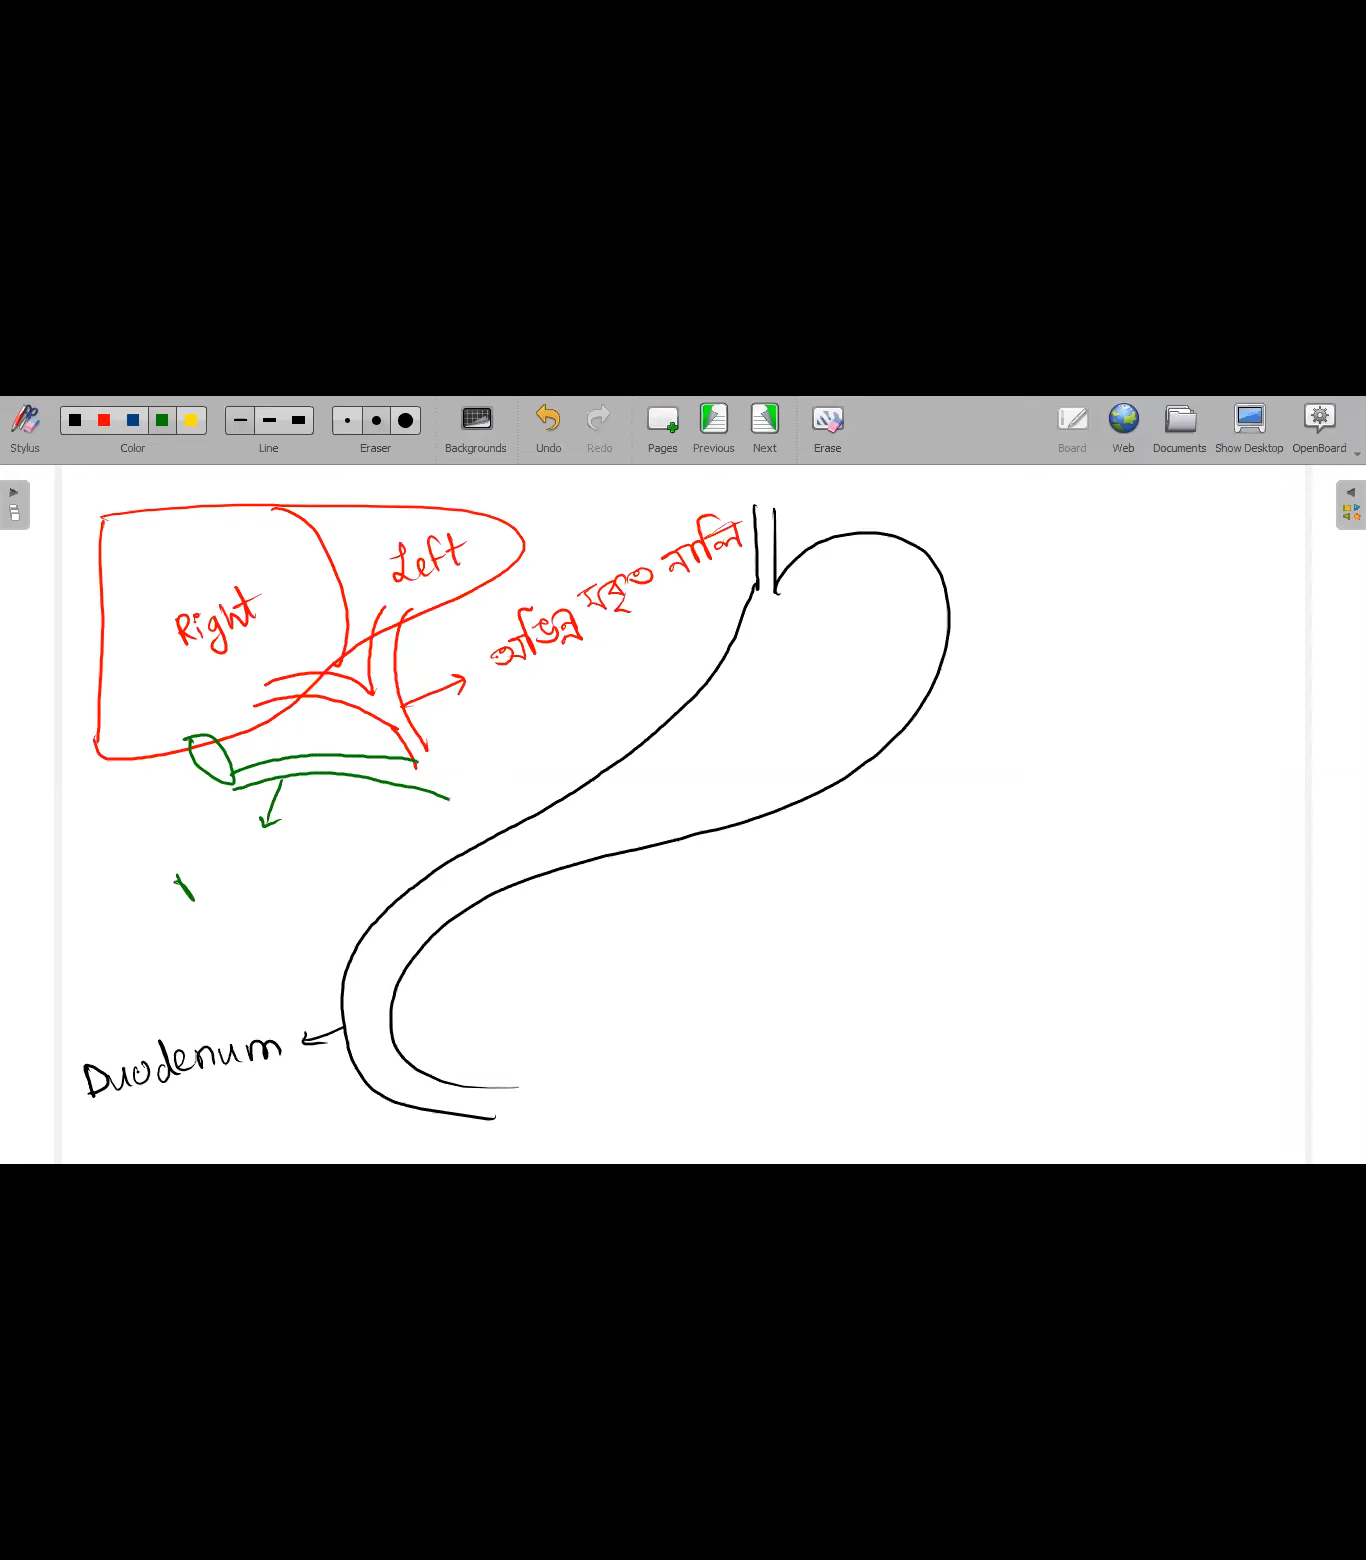 Stylus
Color
Line
Eraser
Backgrounds
Undo
Redo
Pages
Previous
Next
Erase
Board
Web
Documents
Show Desktop
OpenBoard
Left
Right
অভিন্ন যকৃত নালি
Duodenum